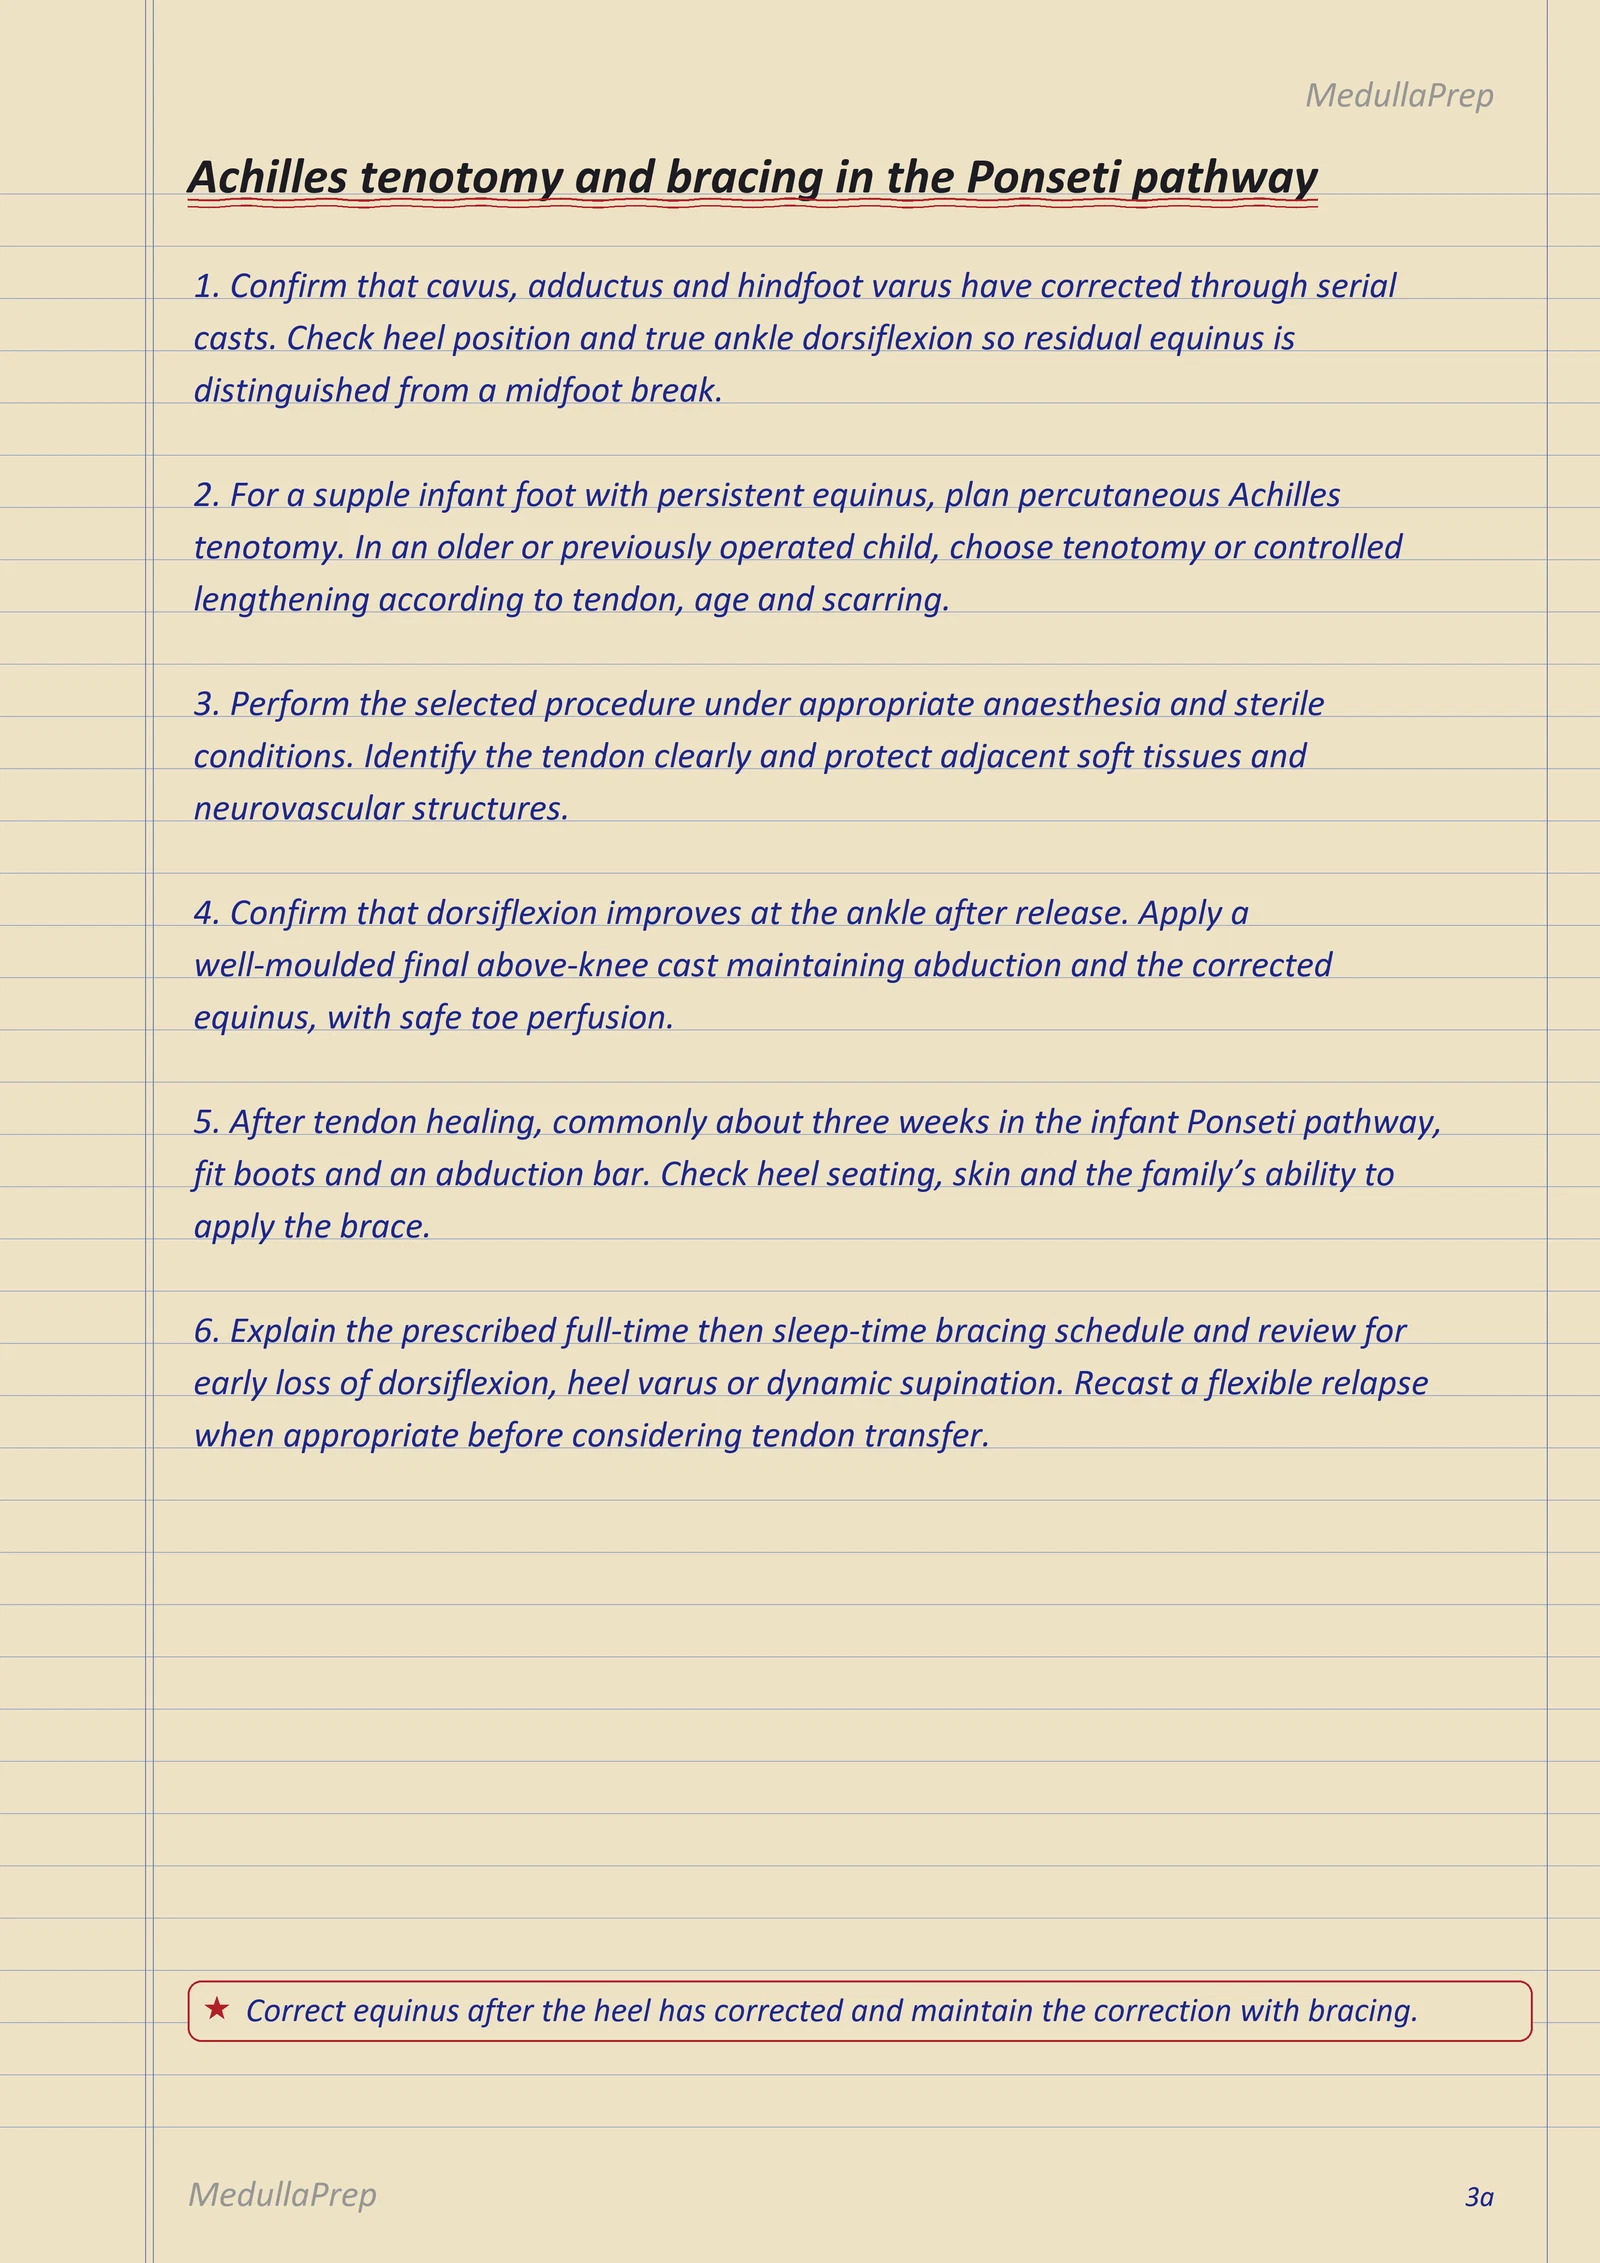 MedullaPrep
Achilles tenotomy and bracing in the Ponseti pathway
1. Confirm that cavus, adductus and hindfoot varus have corrected through serial
casts. Check heel position and true ankle dorsiflexion so residual equinus is
distinguished from a midfoot break.
2. For a supple infant foot with persistent equinus, plan percutaneous Achilles
tenotomy. In an older or previously operated child, choose tenotomy or controlled
lengthening according to tendon, age and scarring.
3. Perform the selected procedure under appropriate anaesthesia and sterile
conditions. Identify the tendon clearly and protect adjacent soft tissues and
neurovascular structures.
4. Confirm that dorsiflexion improves at the ankle after release. Apply a
well-moulded final above-knee cast maintaining abduction and the corrected
equinus, with safe toe perfusion.
5. After tendon healing, commonly about three weeks in the infant Ponseti pathway,
fit boots and an abduction bar. Check heel seating, skin and the family’s ability to
apply the brace.
6. Explain the prescribed full-time then sleep-time bracing schedule and review for
early loss of dorsiflexion, heel varus or dynamic supination. Recast a flexible relapse
when appropriate before considering tendon transfer.
★ Correct equinus after the heel has corrected and maintain the correction with bracing.
MedullaPrep
3a